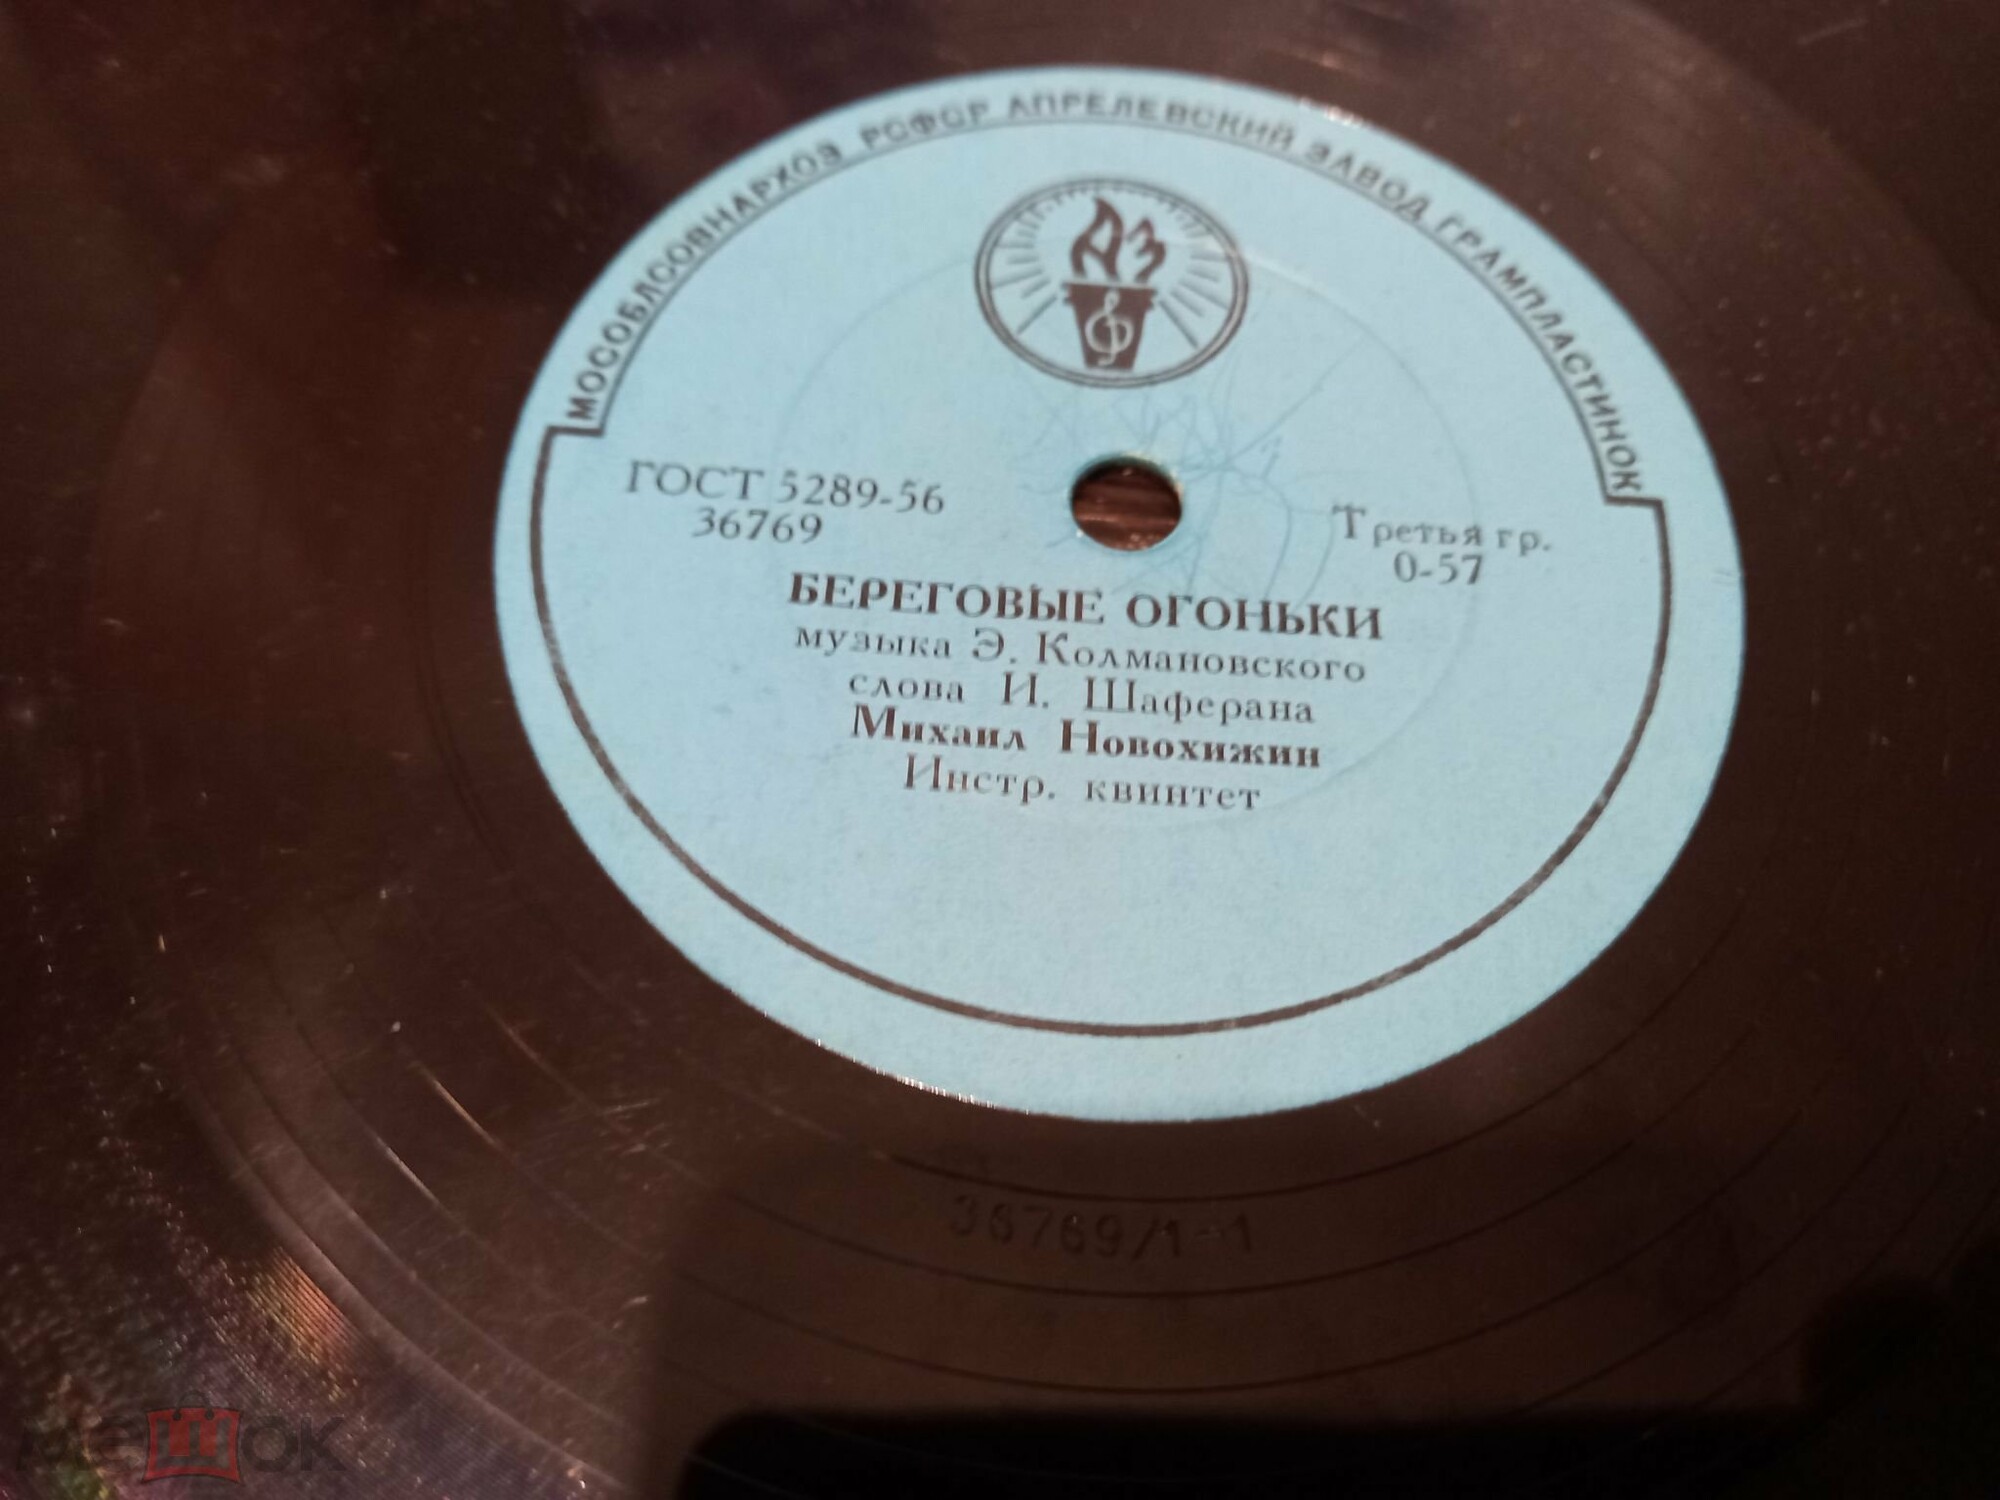 МОСОБЛСОВНАРХОЗ РСФСР АПРЕЛЕВСКИЙ ЗАВОД ГРАМПЛАСТИНОК
АЗ
ГОСТ 5289-56
36769
Третья гр.
0-57
БЕРЕГОВЫЕ ОГОНЬКИ
музыка Э. Колмановского
слова И. Шаферана
Михаил Новохижин
Инстр. квинтет
36769/1-1
мешок